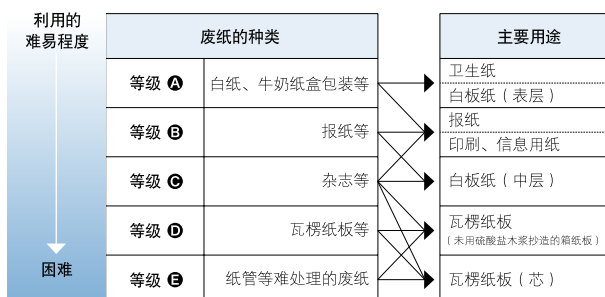 利用的
难易程度
废纸的种类
主要用途
等级 A
白纸、牛奶纸盒包装等
卫生纸
白板纸（表层）
等级 B
报纸等
报纸
印刷、信息用纸
等级 C
杂志等
白板纸（中层）
等级 D
瓦楞纸板等
瓦楞纸板
（未用硫酸盐木浆抄造的箱纸板）
困难
等级 E
纸管等难处理的废纸
瓦楞纸板（芯）